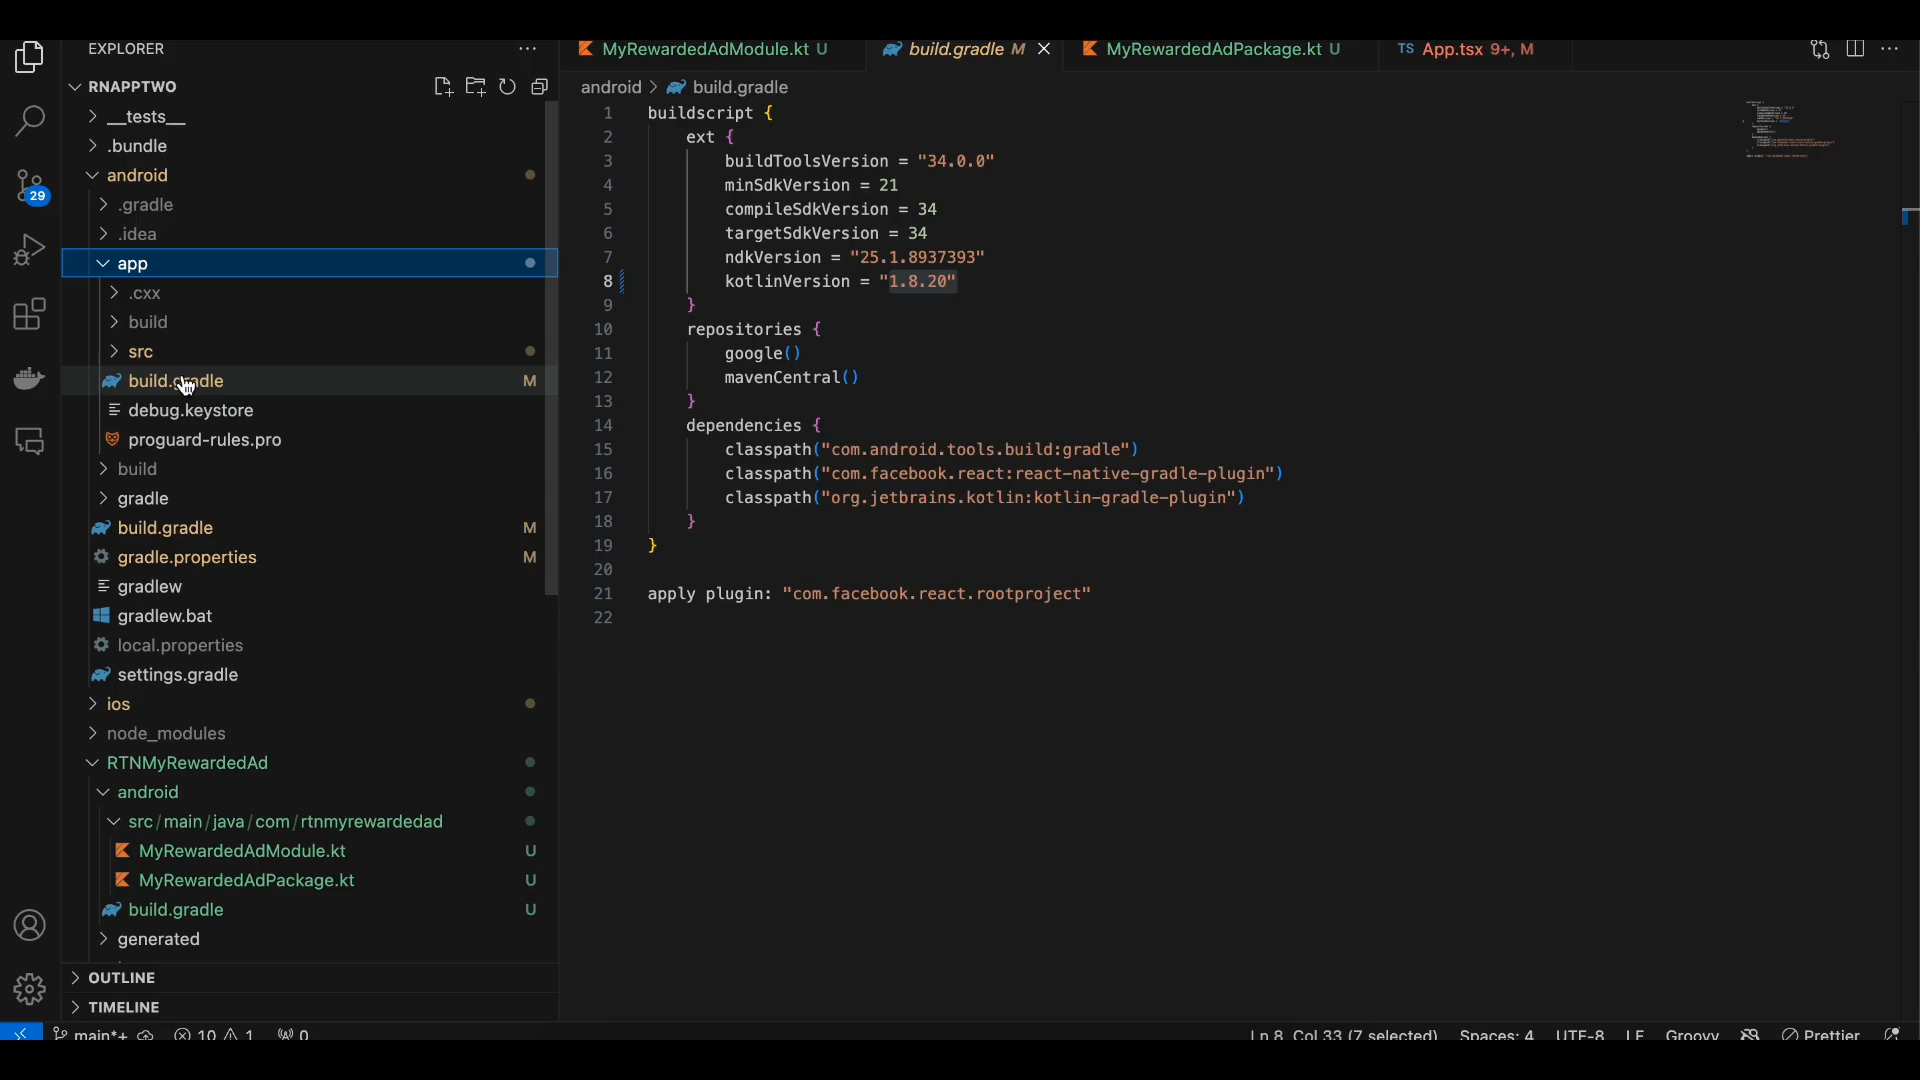 EXPLORER
RNAPPTWO
__tests__
.bundle
android
.gradle
.idea
app
.cxx
build
src
build.gradle M
debug.keystore
proguard-rules.pro
build
gradle
build.gradle M
gradle.properties M
gradlew
gradlew.bat
local.properties
settings.gradle
ios
node_modules
RTNMyRewardedAd
android
src/main/java/com/rtnmyrewardedad
MyRewardedAdModule.kt U
MyRewardedAdPackage.kt U
build.gradle U
generated
OUTLINE
TIMELINE
29
MyRewardedAdModule.kt U
build.gradle M
MyRewardedAdPackage.kt U
TS App.tsx 9+, M
android > build.gradle
1 buildscript {
2 ext {
3 buildToolsVersion = "34.0.0"
4 minSdkVersion = 21
5 compileSdkVersion = 34
6 targetSdkVersion = 34
7 ndkVersion = "25.1.8937393"
8 kotlinVersion = "1.8.20"
9 }
10 repositories {
11 google()
12 mavenCentral()
13 }
14 dependencies {
15 classpath("com.android.tools.build:gradle")
16 classpath("com.facebook.react:react-native-gradle-plugin")
17 classpath("org.jetbrains.kotlin:kotlin-gradle-plugin")
18 }
19 }
20
21 apply plugin: "com.facebook.react.rootproject"
22
main*+ 10 1 0
Ln 8, Col 33 (7 selected) Spaces: 4 UTF-8 LF Groovy Prettier